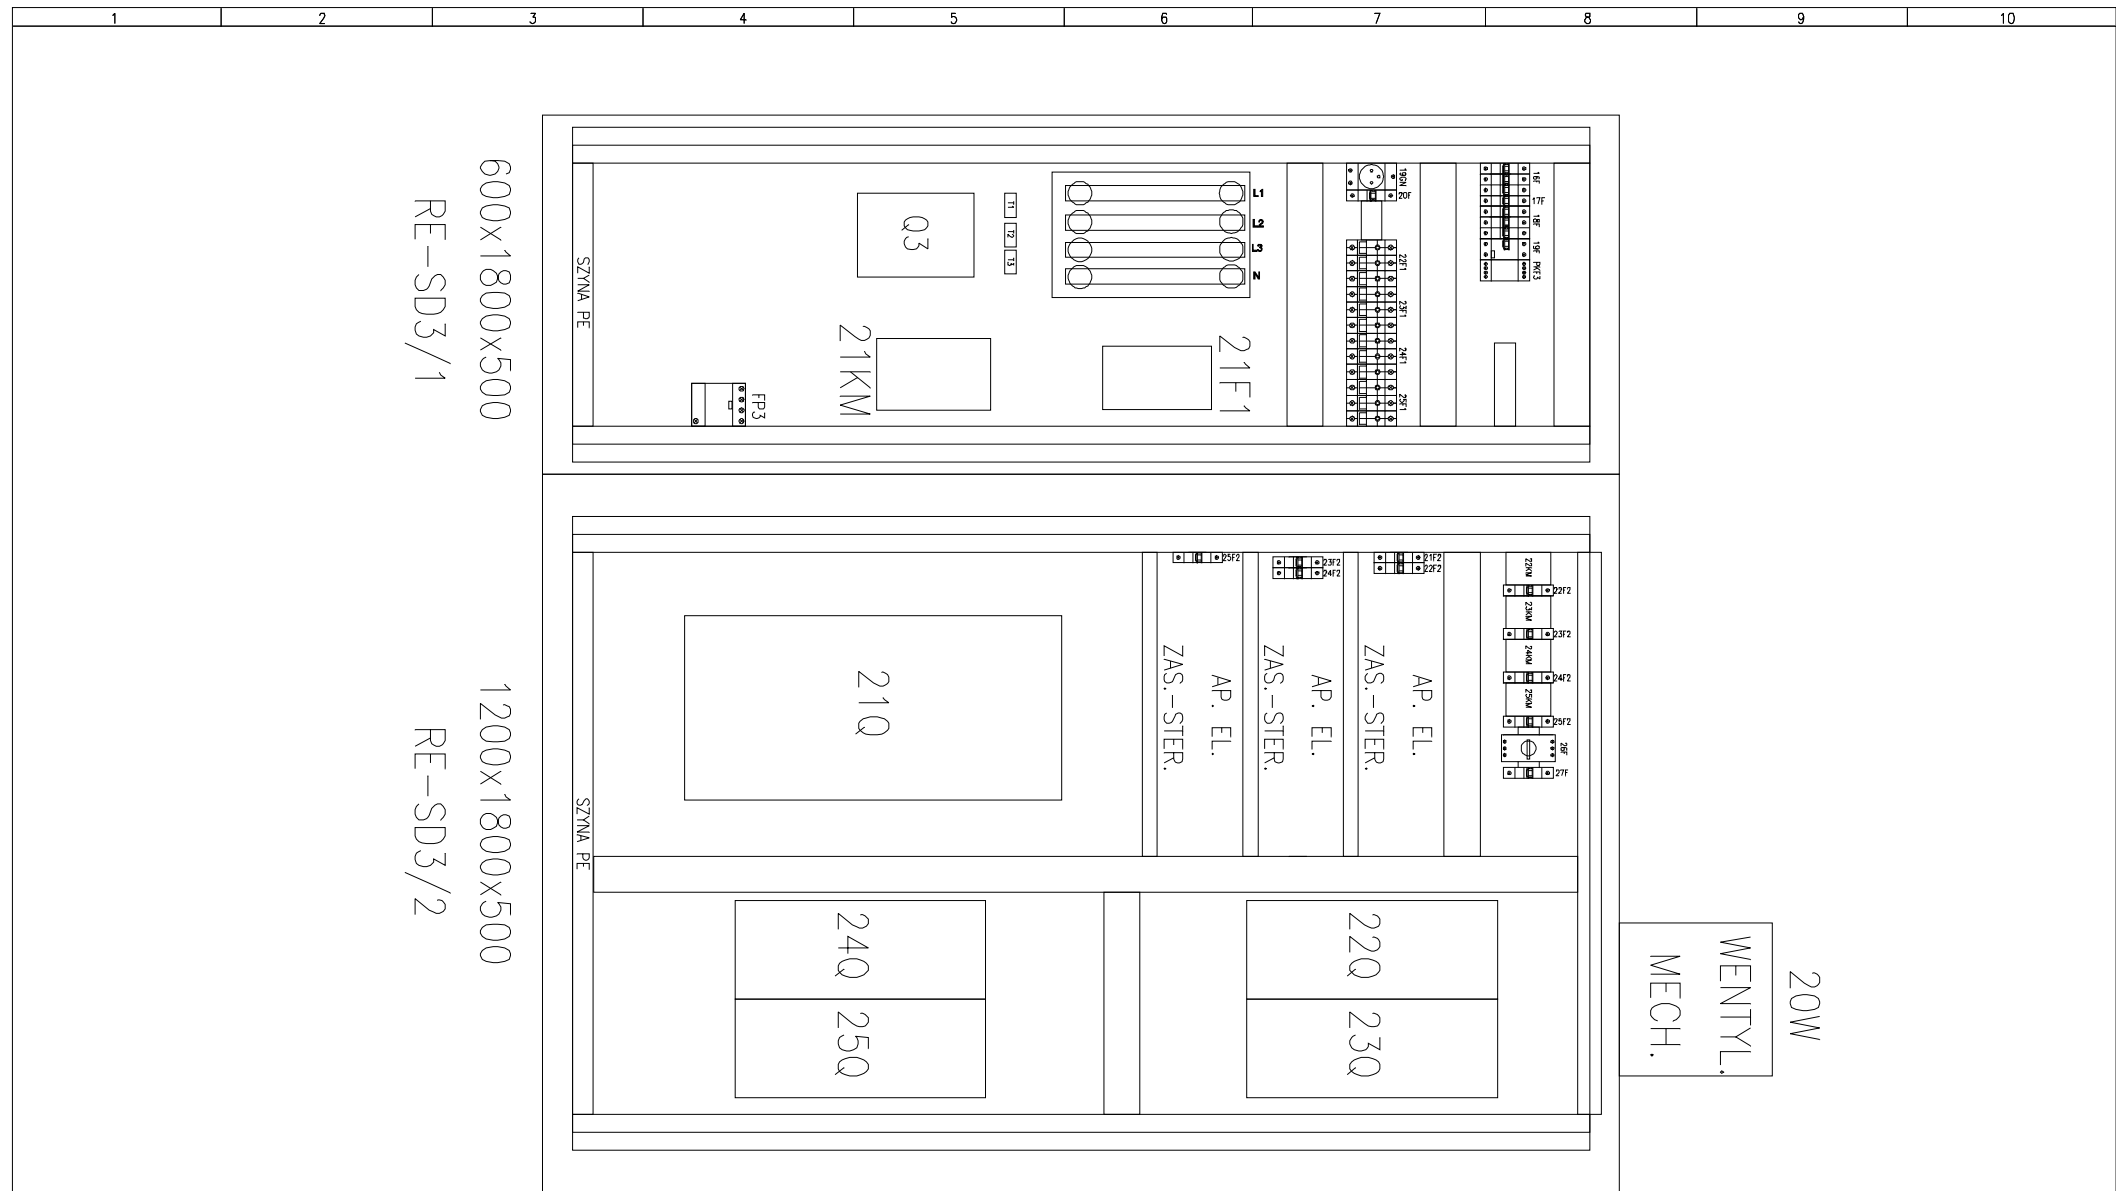 1 2 3 4 5 6 7 8 9 10
600x1800x500
RE-SD3/1
SZYNA PE
FP3
Q3
21KM
T1
T2
T3
L1
L2
L3
N
21F1
19GN
20F
22F1
23F1
24F1
25F1
16F
17F
18F
19F
PKF3
1200x1800x500
RE-SD3/2
SZYNA PE
21Q
25F2
AP. EL.
ZAS.-STER.
23F2
24F2
AP. EL.
ZAS.-STER.
21F2
22F2
AP. EL.
ZAS.-STER.
22KM
22F2
23KM
23F2
24KM
24F2
25KM
25F2
26F
27F
24Q
25Q
22Q
23Q
20W
WENTYL.
MECH.